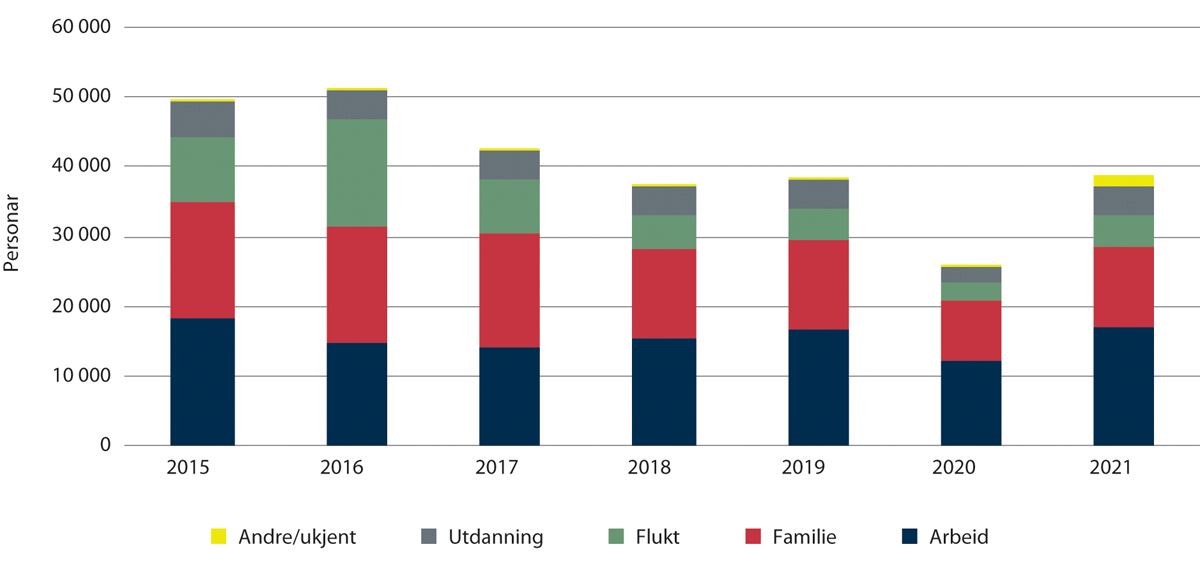 60 000
50 000
40 000
30 000
20 000
10 000
0
Personar
2015 2016 2017 2018 2019 2020 2021
Andre/ukjent Utdanning Flukt Familie Arbeid